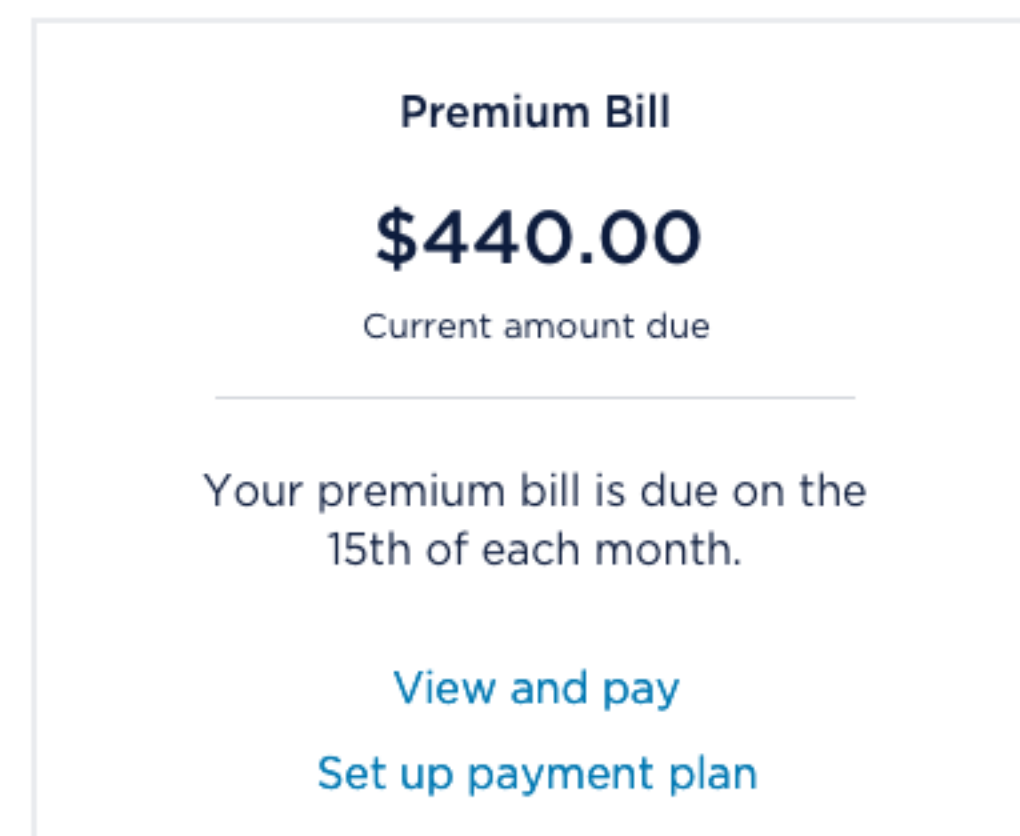 Premium Bill
$440.00
Current amount due
Your premium bill is due on the
15th of each month.
View and pay
Set up payment plan